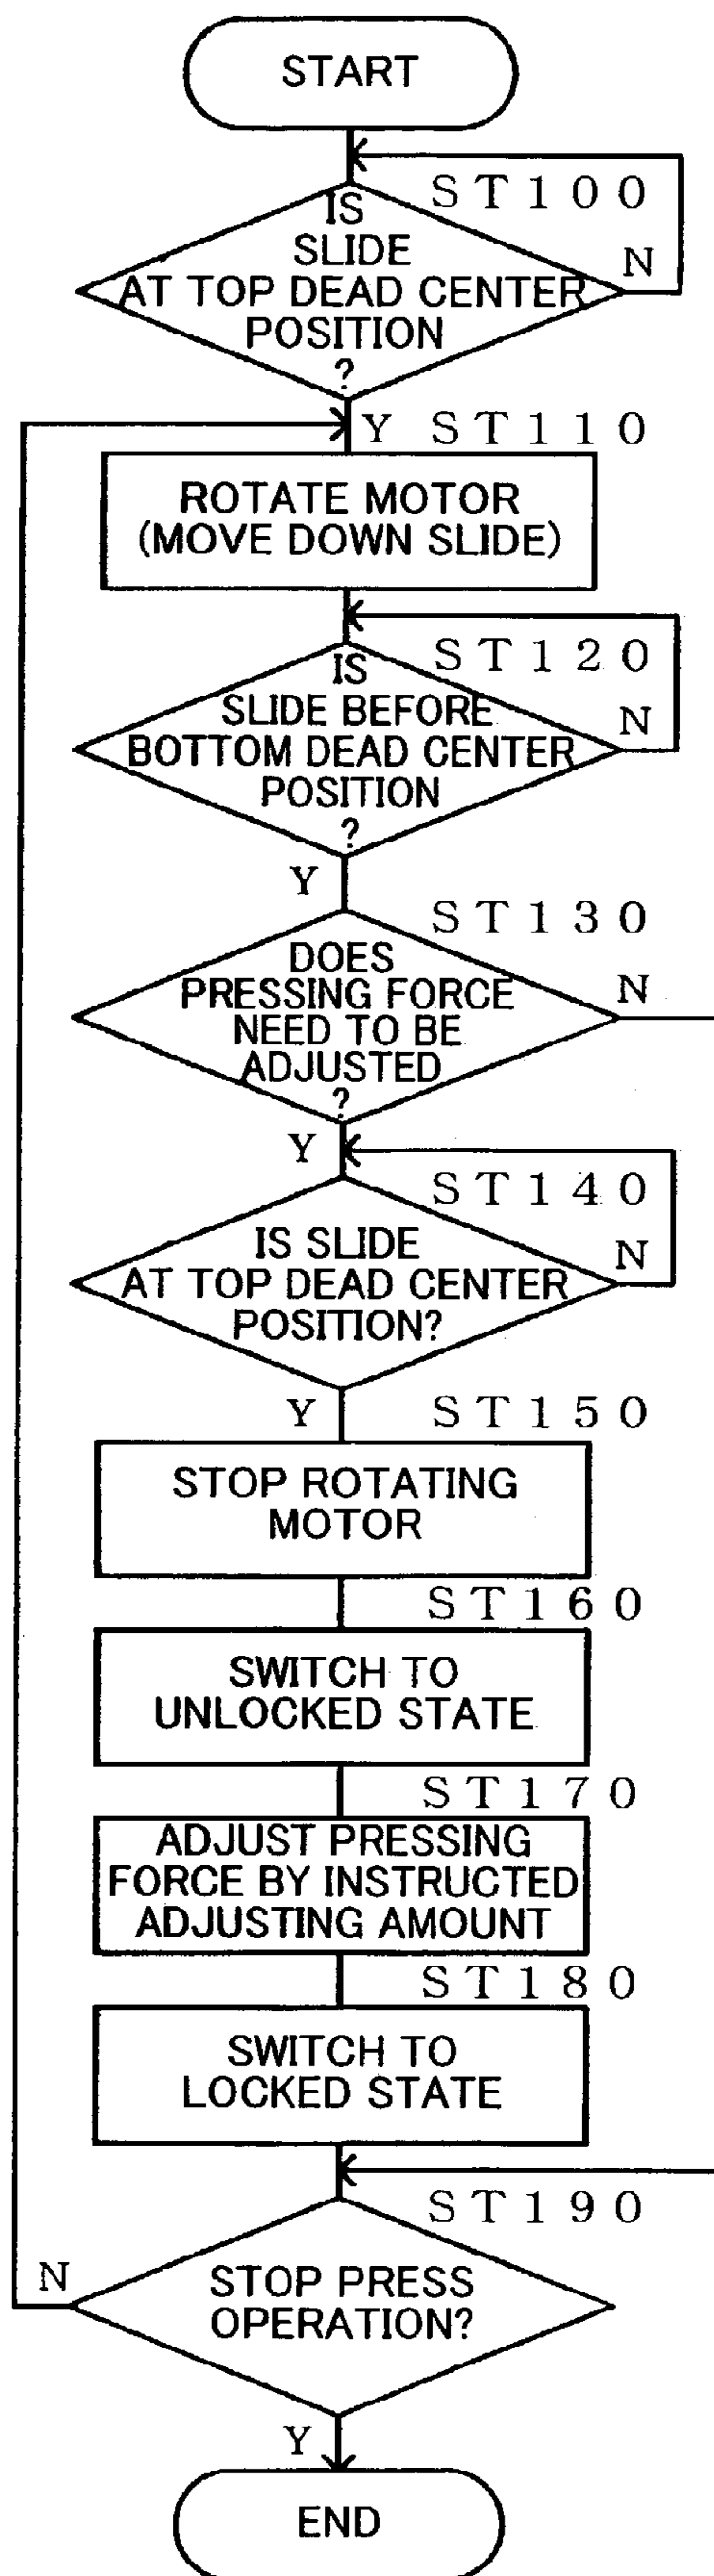 START
ST100
IS
SLIDE
N
AT TOP DEAD CENTER
POSITION
?
Y ST110
ROTATE MOTOR
(MOVE DOWN SLIDE)
ST120
IS
SLIDE BEFORE
N
BOTTOM DEAD CENTER
POSITION
?
Y
ST130
DOES
PRESSING FORCE
N
NEED TO BE
ADJUSTED
?
Y
ST140
IS SLIDE
N
AT TOP DEAD CENTER
POSITION?
Y ST150
STOP ROTATING
MOTOR
ST160
SWITCH TO
UNLOCKED STATE
ST170
ADJUST PRESSING
FORCE BY INSTRUCTED
ADJUSTING AMOUNT
ST180
SWITCH TO
LOCKED STATE
ST190
N
STOP PRESS
OPERATION?
Y
END